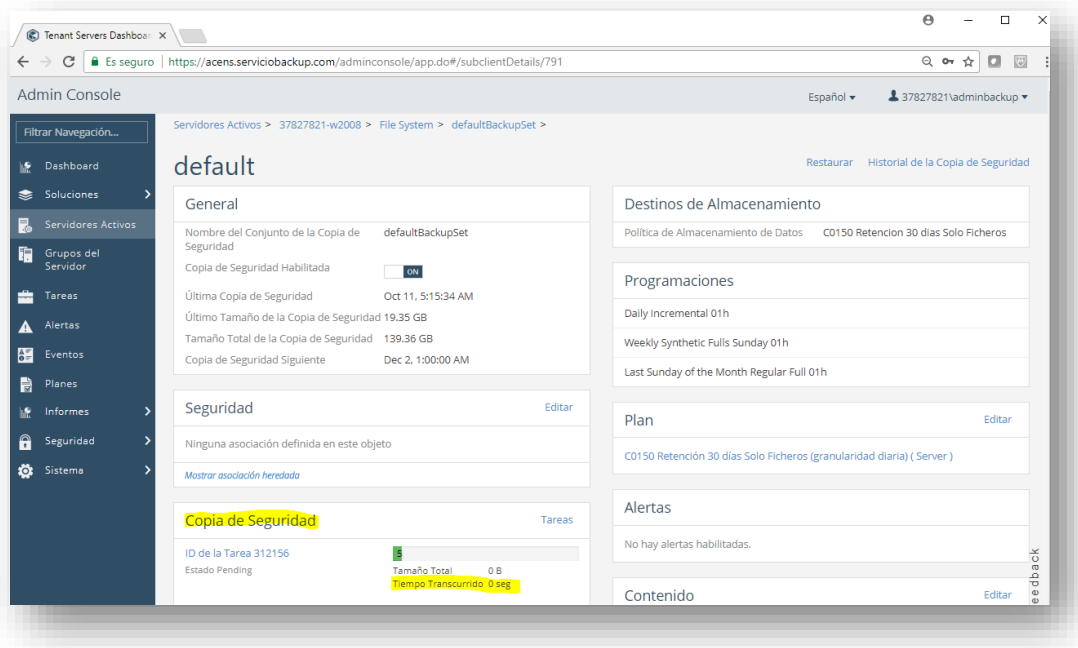 Tenant Servers Dashboar
Es seguro | https://acens.serviciobackup.com/adminconsole/app.do#/subclientDetails/791
Admin Console
Español
37827821\adminbackup
Filtrar Navegación...
Dashboard
Soluciones
Servidores Activos
Grupos del
Servidor
Tareas
Alertas
Eventos
Planes
Informes
Seguridad
Sistema
Servidores Activos > 37827821-w2008 > File System > defaultBackupSet >
default
Restaurar Historial de la Copia de Seguridad
General
Nombre del Conjunto de la Copia de defaultBackupSet
Seguridad
Copia de Seguridad Habilitada ON
Última Copia de Seguridad Oct 11, 5:15:34 AM
Último Tamaño de la Copia de Seguridad 19.35 GB
Tamaño Total de la Copia de Seguridad 139.36 GB
Copia de Seguridad Siguiente Dec 2, 1:00:00 AM
Seguridad Editar
Ninguna asociación definida en este objeto
Mostrar asociación heredada
Copia de Seguridad Tareas
ID de la Tarea 312156 5
Estado Pending
Tamaño Total 0 B
Tiempo Transcurrido 0 seg
Destinos de Almacenamiento
Política de Almacenamiento de Datos C0150 Retencion 30 dias Solo Ficheros
Programaciones
Daily Incremental 01h
Weekly Synthetic Fulls Sunday 01h
Last Sunday of the Month Regular Full 01h
Plan Editar
C0150 Retención 30 días Solo Ficheros (granularidad diaria) ( Server )
Alertas
No hay alertas habilitadas.
Contenido Editar
eedback